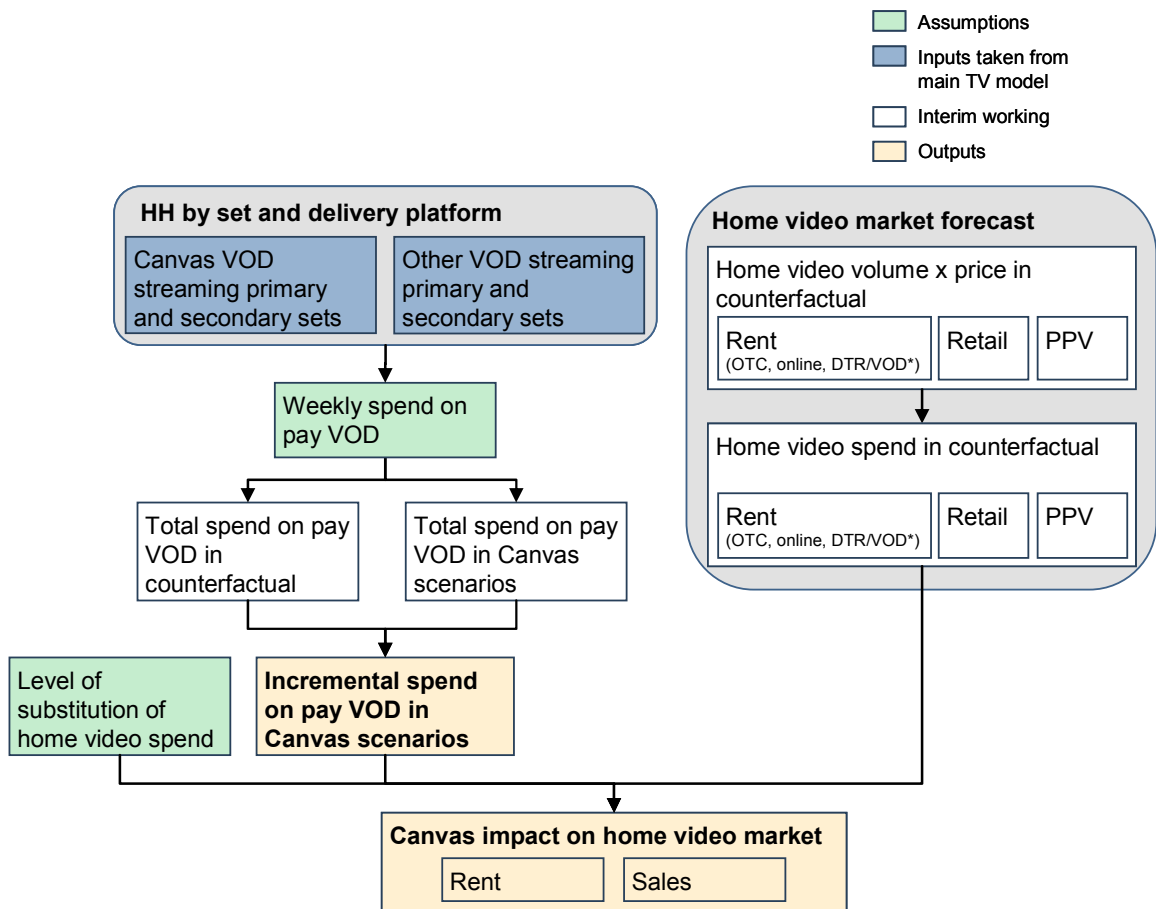 Assumptions
Inputs taken from
main TV model
Interim working
Outputs
HH by set and delivery platform
Canvas VOD
streaming primary
and secondary sets
Other VOD streaming
primary and
secondary sets
Weekly spend on
pay VOD
Total spend on pay
VOD in
counterfactual
Total spend on pay
VOD in Canvas
scenarios
Level of
substitution of
home video spend
Incremental spend
on pay VOD in
Canvas scenarios
Home video market forecast
Home video volume x price in
counterfactual
Rent
(OTC, online, DTR/VOD*)
Retail
PPV
Home video spend in counterfactual
Rent
(OTC, online, DTR/VOD*)
Retail
PPV
Canvas impact on home video market
Rent
Sales